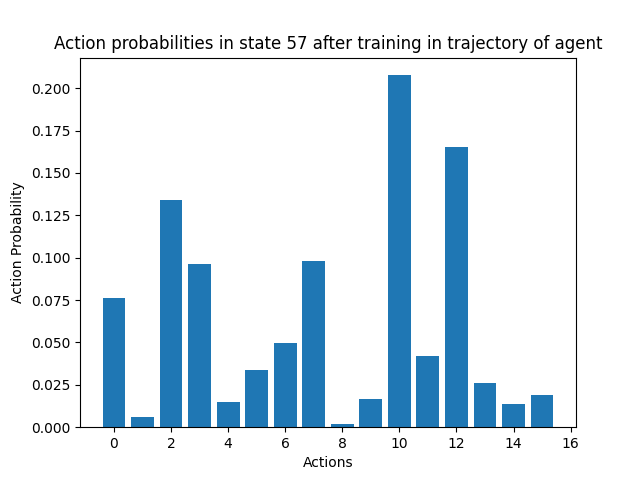 Action probabilities in state 57 after training in trajectory of agent
0.200
0.175
0.150
0.125
0.100
0.075
0.050
0.025
0.000
Action Probability
0 2 4 6 8 10 12 14 16
Actions